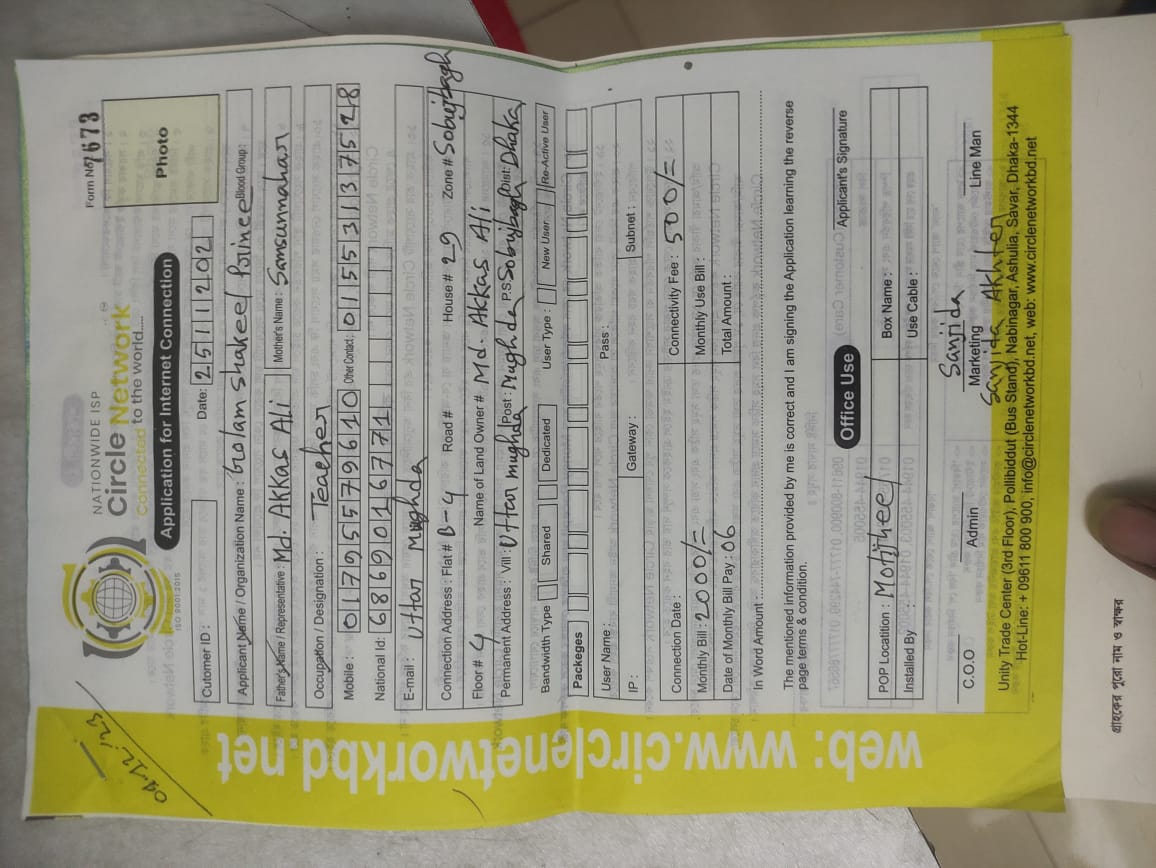 NATIONWIDE ISP
Circle Network
Connected to the world.....
ISO 9001:2015
Form No 7673
Photo
Application for Internet Connection
Cutomer ID :
Date: 25 11 202
Applicant Name / Organization Name : Golam Shakeel Blood Group :
Father's Name / Representative : Md. Akkas Ali Mother's Name : Samsunnahar
Occupation / Designation : Teacher
Mobile : 01795579610 Other Contact : 01553137528
National Id : 6869016771
E-mail : Uttar Mughda
Connection Address : Flat # B-4 Road # House # 29 Zone # Sobujbagh
Floor # 4 Name of Land Owner # Md. Akkas Ali
Permanent Address : Vill : Uttar Mughda Post : Mughda P.S Sobujbagh Dist: Dhaka
Bandwidth Type Shared Dedicated User Type : New User Re-Active User
Packeges
User Name : Pass :
IP : Gateway : Subnet :
Connection Date : Connectivity Fee : 500/=
Monthly Bill : 2000/= Monthly Use Bill :
Date of Monthly Bill Pay : 06 Total Amount :
In Word Amount :
The mentioned information provided by me is correct and I am signing the Application learning the reverse
page terms & condition.
Applicant's Signature
Office Use
POP Locatition : Box Name :
Installed By : Use Cable :
Sanjida
C.O.O Admin Marketing Line Man
Sanjida Akhter
Unity Trade Center (3rd Floor), Pollibiddut (Bus Stand), Nabinagar, Ashulia, Savar, Dhaka-1344
Hot-Line: + 09611 800 900, info@circlenetworkbd.net, web: www.circlenetworkbd.net
web: www.circlenetworkbd.net
গ্রাহকের পুরো নাম ও স্বাক্ষর